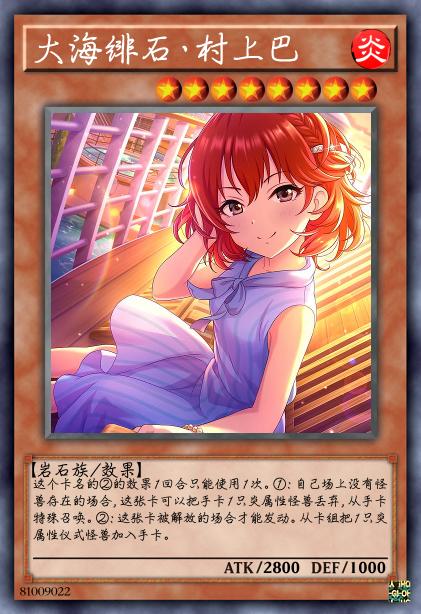 大海绯石·村上巴
炎
【岩石族/效果】
这个卡名的②的效果1回合只能使用1次。①：自己场上没有怪
兽存在的场合，这张卡可以把手卡1只炎属性怪兽丢弃，从手卡
特殊召唤。②：这张卡被解放的场合才能发动。从卡组把1只炎
属性仪式怪兽加入手卡。
ATK/2800 DEF/1000
81009022